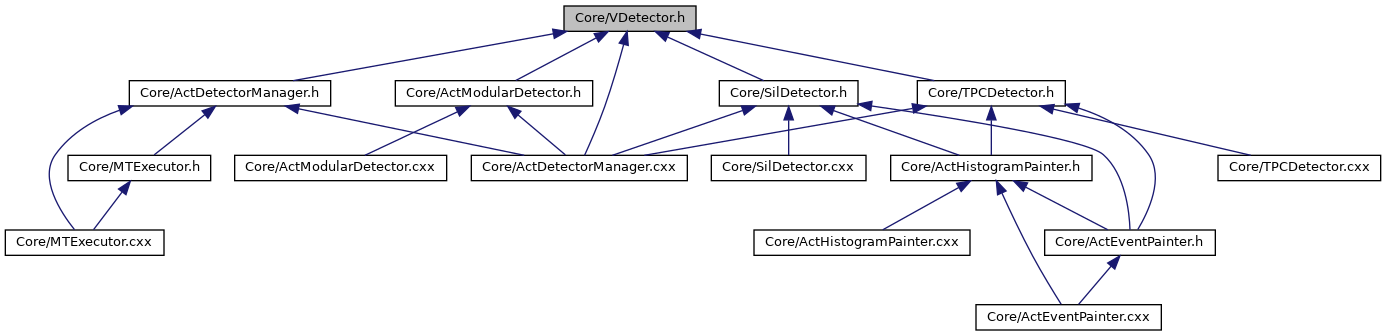 Core/VDetector.h
Core/ActDetectorManager.h
Core/ActModularDetector.h
Core/SilDetector.h
Core/TPCDetector.h
Core/MTExecutor.h
Core/ActModularDetector.cxx
Core/ActDetectorManager.cxx
Core/SilDetector.cxx
Core/ActHistogramPainter.h
Core/TPCDetector.cxx
Core/MTExecutor.cxx
Core/ActHistogramPainter.cxx
Core/ActEventPainter.h
Core/ActEventPainter.cxx